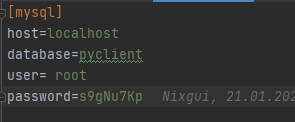 [mysql]
host=localhost
database=pyclient
user= root
password=s9gNu7Kp Nixgui, 21.01.202